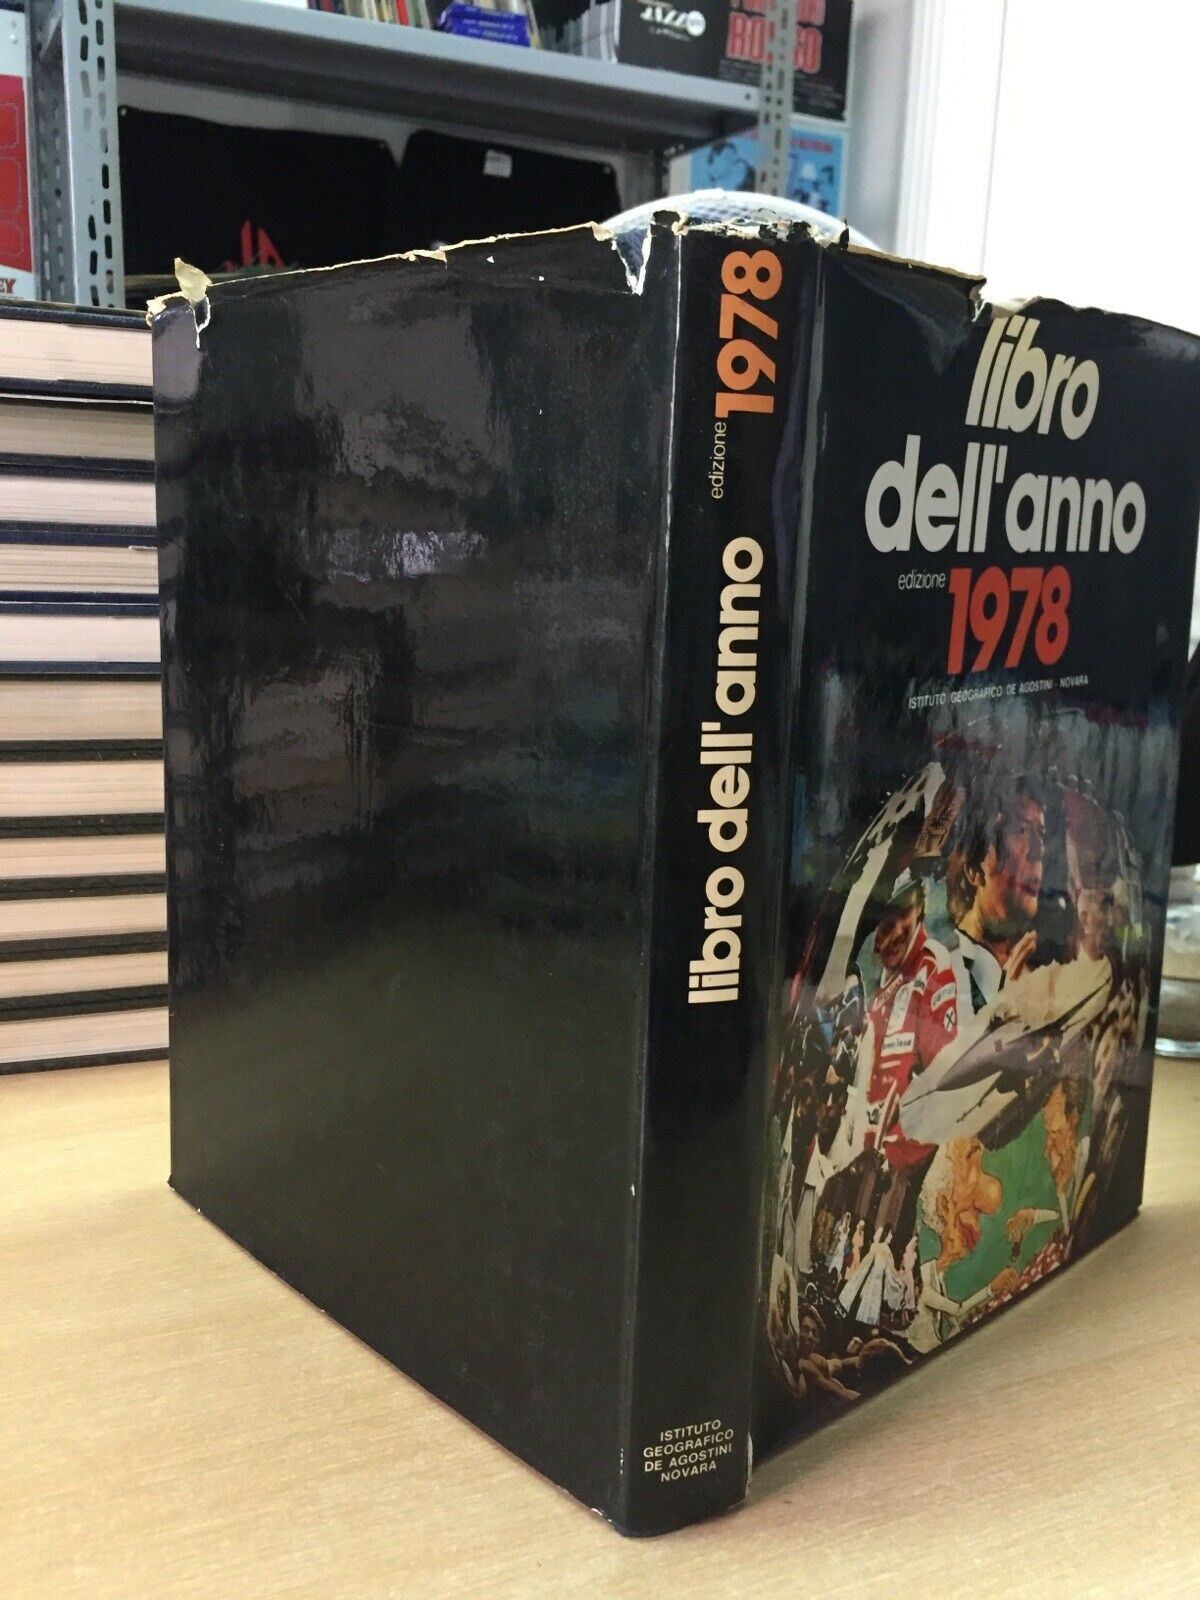 libro
dell'anno
edizione 1978
ISTITUTO GEOGRAFICO DE AGOSTINI - NOVARA
libro dell'anno edizione 1978
ISTITUTO
GEOGRAFICO
DE AGOSTINI
NOVARA